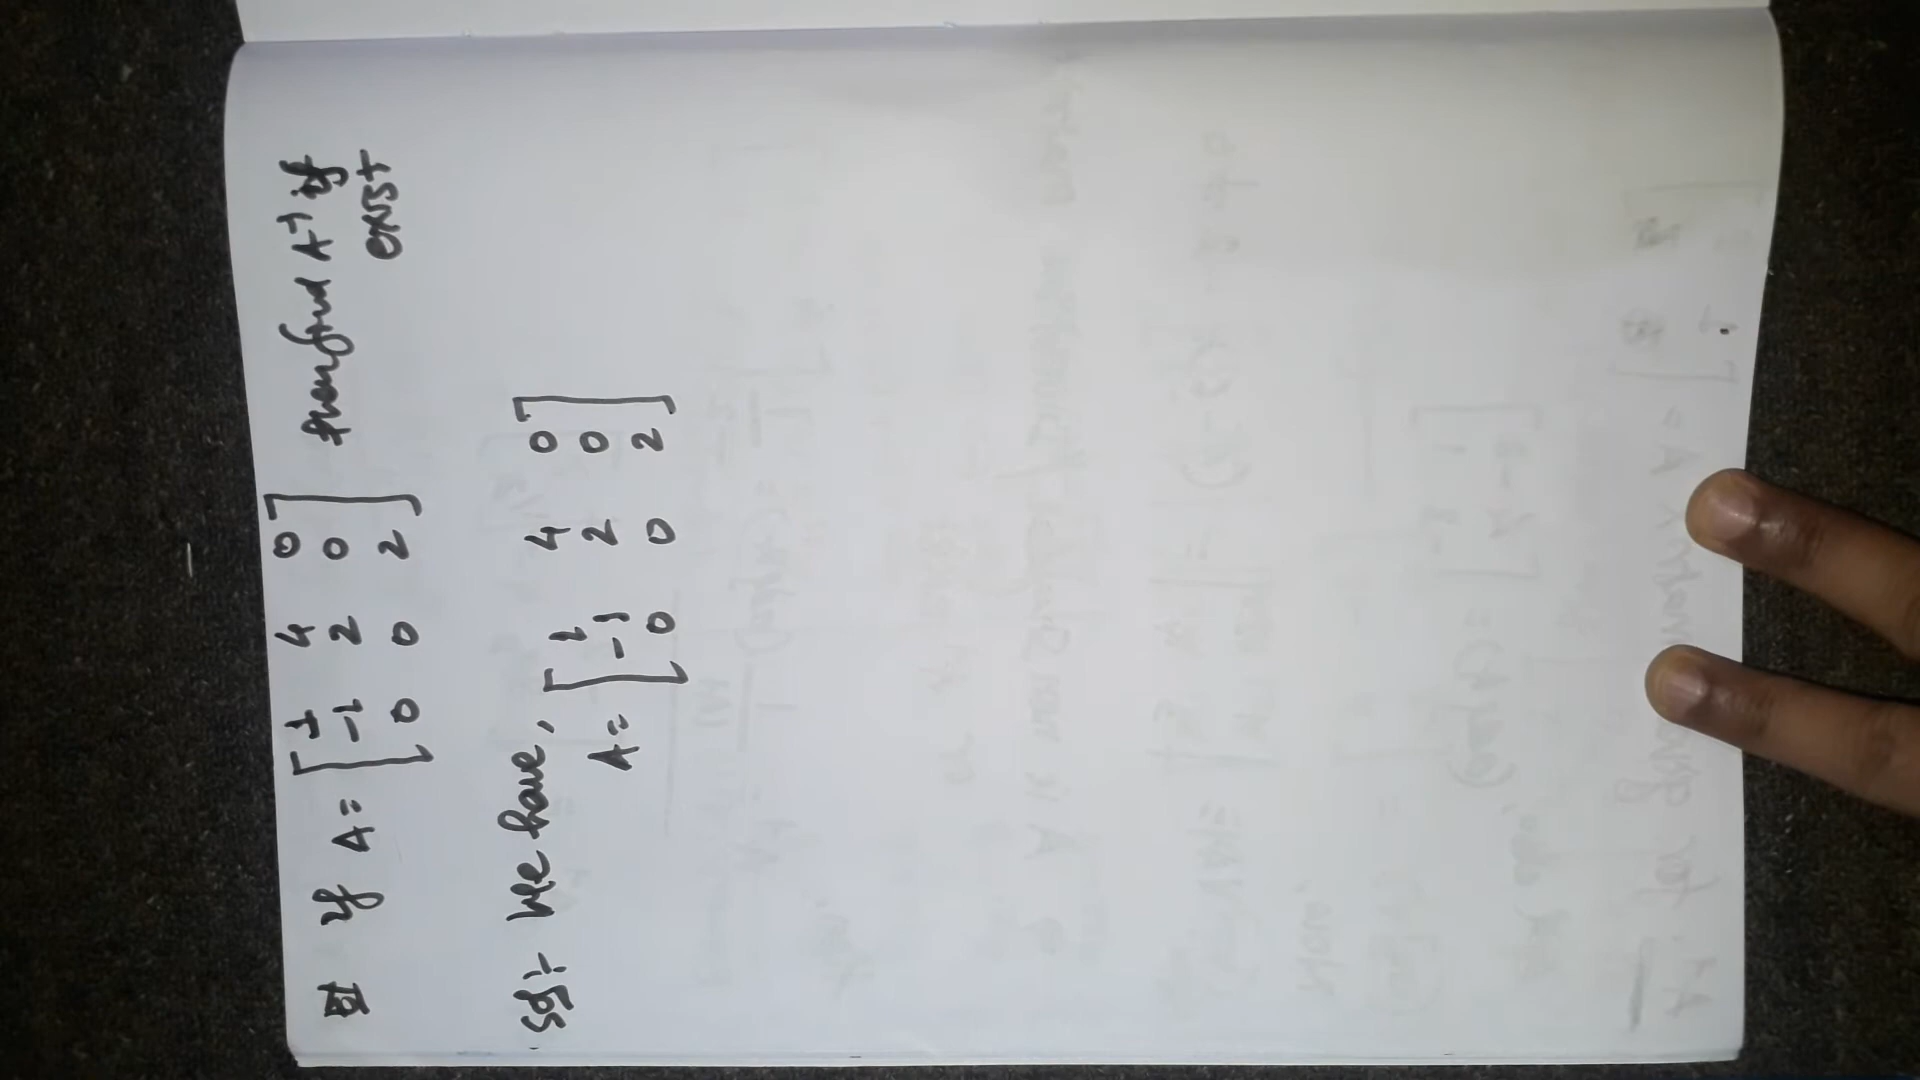 If A = [1 4 0
-1 2 0
0 0 2] then find A⁻¹ if
exist
Sol:- We have,
A = [1 4 0
-1 2 0
0 0 2]